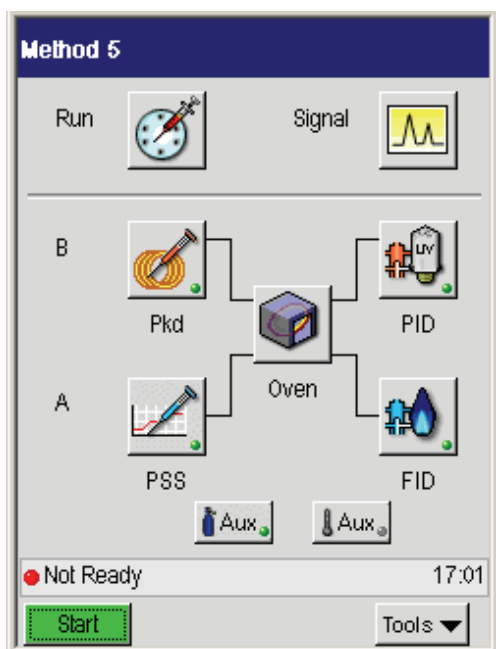 Method 5
Run Signal
B
Pkd PID
UV
Oven
A
PSS FID
Aux Aux
Not Ready 17:01
Start Tools